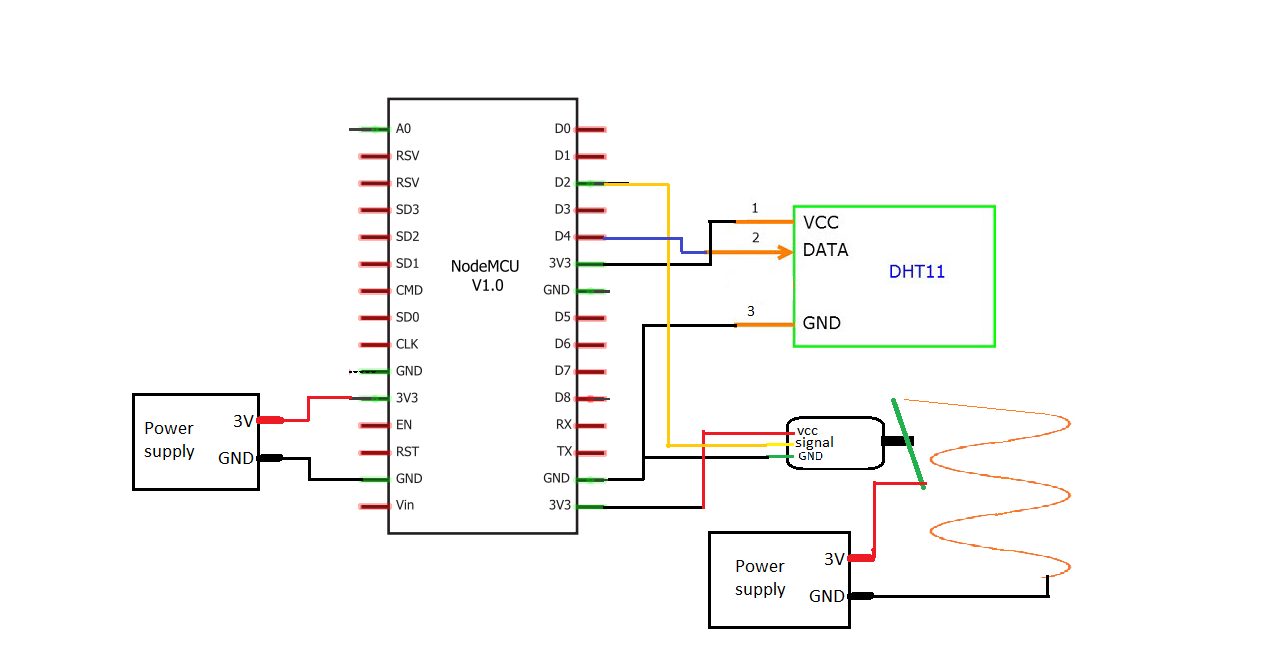 A0
RSV
RSV
SD3
SD2
SD1
CMD
SD0
CLK
GND
3V3
EN
RST
GND
Vin
NodeMCU
V1.0
D0
D1
D2
D3
D4
3V3
GND
D5
D6
D7
D8
RX
TX
GND
3V3
1
2
3
VCC
DATA
GND
DHT11
Power
supply
3V
GND
vcc
signal
GND
Power
supply
3V
GND